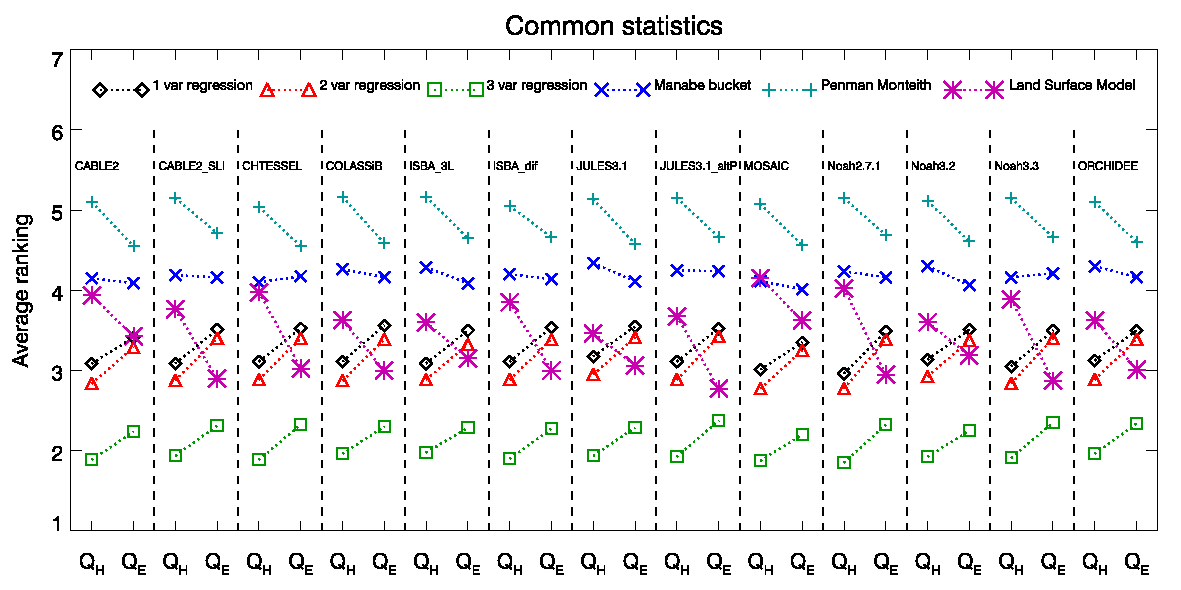 Common statistics
7
1 var regression 2 var regression 3 var regression Manabe bucket Penman Monteith Land Surface Model
6
CABLE2 CABLE2_SLI CHTESSEL COLASSiB ISBA_3L ISBA_dif JULES3.1 JULES3.1_altP MOSAIC Noah2.7.1 Noah3.2 Noah3.3 ORCHIDEE
5
Average ranking
4
3
2
1
QH QE QH QE QH QE QH QE QH QE QH QE QH QE QH QE QH QE QH QE QH QE QH QE QH QE